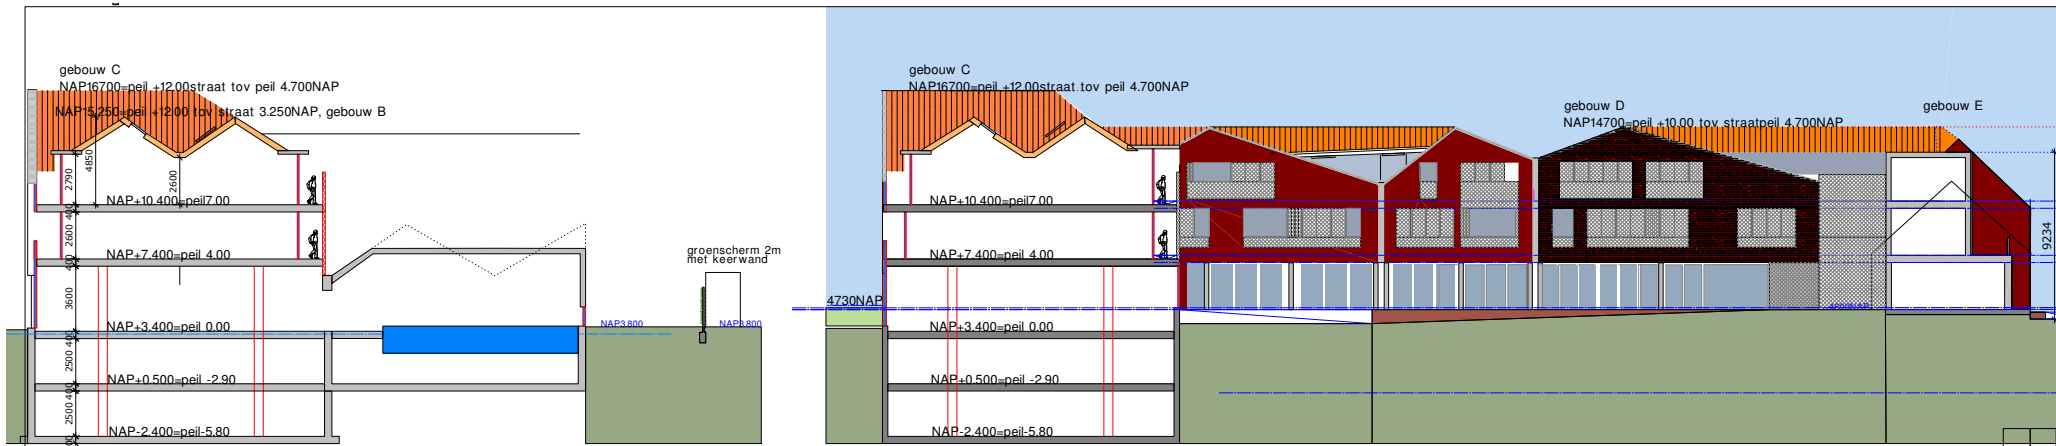 gebouw C
NAP16700=peil +12.00straat tov peil 4.700NAP
NAP15.250=peil +12.00 tov straat 3.250NAP, gebouw B
4850
2790
2600
NAP+10.400=peil7.00
400
2600
NAP+7.400=peil 4.00
400
3600
NAP+3.400=peil 0.00
400
2500
NAP+0.500=peil -2.90
400
2500
NAP-2.400=peil-5.80
groenscherm 2m
met keerwand
NAP3.800
NAP3.800
gebouw C
NAP16700=peil +12.00straat tov peil 4.700NAP
NAP+10.400=peil7.00
NAP+7.400=peil 4.00
4730NAP
NAP+3.400=peil 0.00
NAP+0.500=peil -2.90
NAP-2.400=peil-5.80
gebouw D
NAP14700=peil +10.00 tov straatpeil 4.700NAP
gebouw E
9234